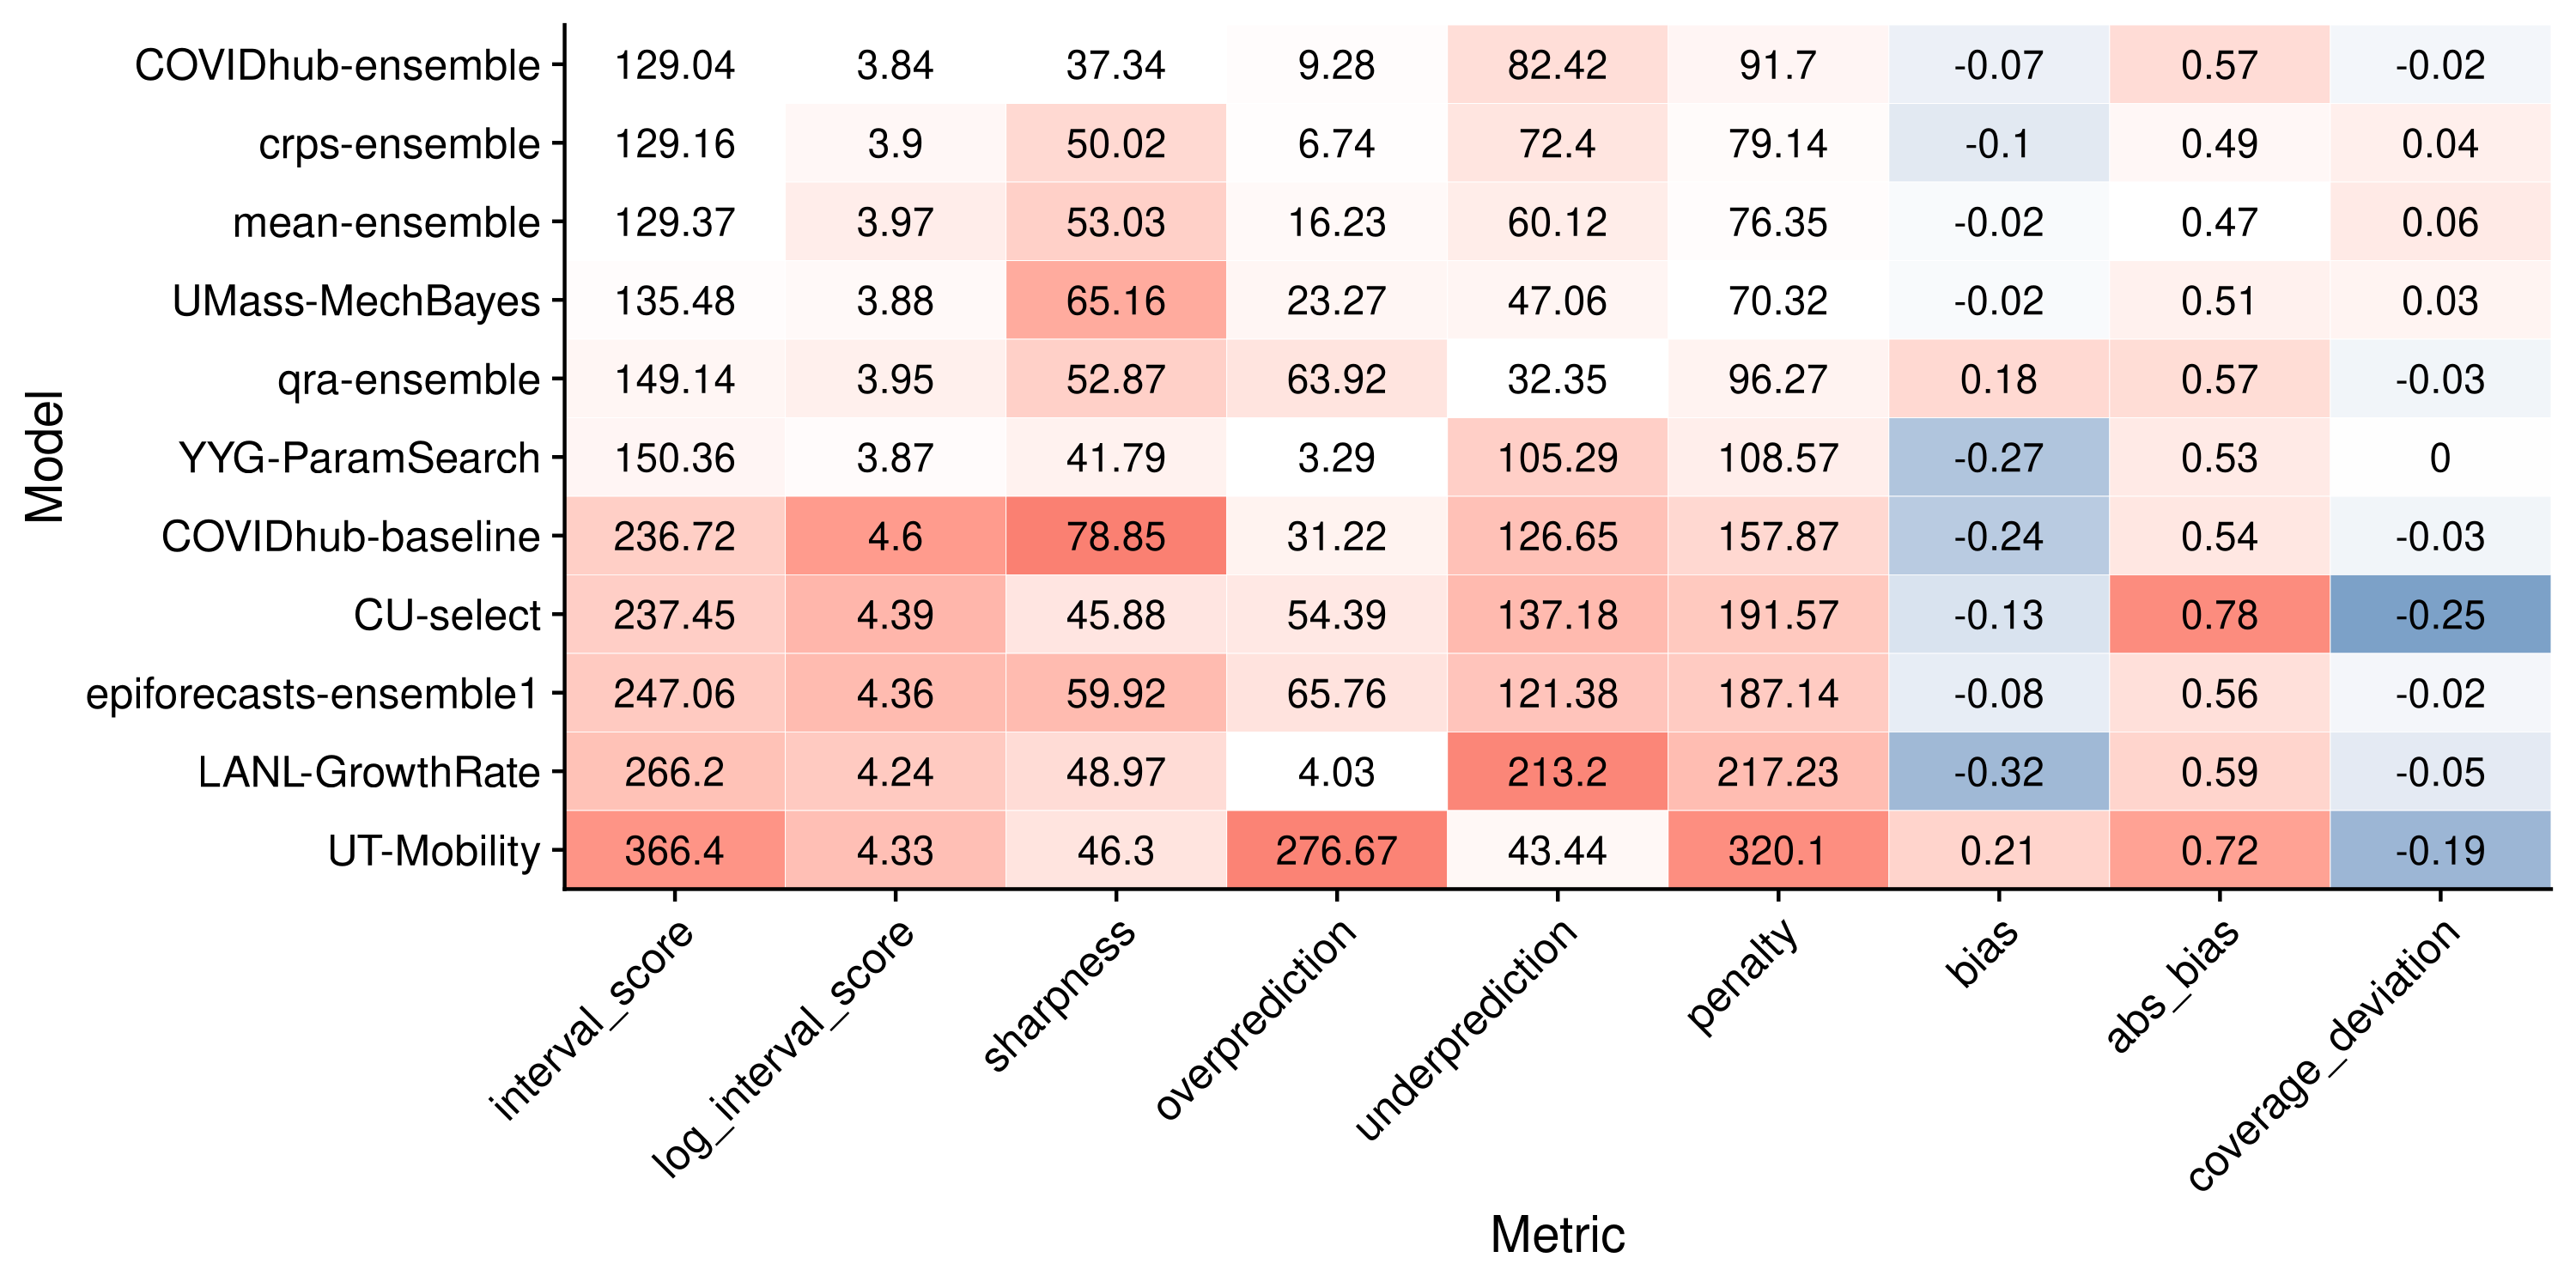 COVIDhub-ensemble 129.04 3.84 37.34 9.28 82.42 91.7 -0.07 0.57 -0.02
crps-ensemble 129.16 3.9 50.02 6.74 72.4 79.14 -0.1 0.49 0.04
mean-ensemble 129.37 3.97 53.03 16.23 60.12 76.35 -0.02 0.47 0.06
UMass-MechBayes 135.48 3.88 65.16 23.27 47.06 70.32 -0.02 0.51 0.03
qra-ensemble 149.14 3.95 52.87 63.92 32.35 96.27 0.18 0.57 -0.03
YYG-ParamSearch 150.36 3.87 41.79 3.29 105.29 108.57 -0.27 0.53 0
COVIDhub-baseline 236.72 4.6 78.85 31.22 126.65 157.87 -0.24 0.54 -0.03
CU-select 237.45 4.39 45.88 54.39 137.18 191.57 -0.13 0.78 -0.25
epiforecasts-ensemble1 247.06 4.36 59.92 65.76 121.38 187.14 -0.08 0.56 -0.02
LANL-GrowthRate 266.2 4.24 48.97 4.03 213.2 217.23 -0.32 0.59 -0.05
UT-Mobility 366.4 4.33 46.3 276.67 43.44 320.1 0.21 0.72 -0.19
Model
interval_score
log_interval_score
sharpness
overprediction
underprediction
penalty
bias
abs_bias
coverage_deviation
Metric